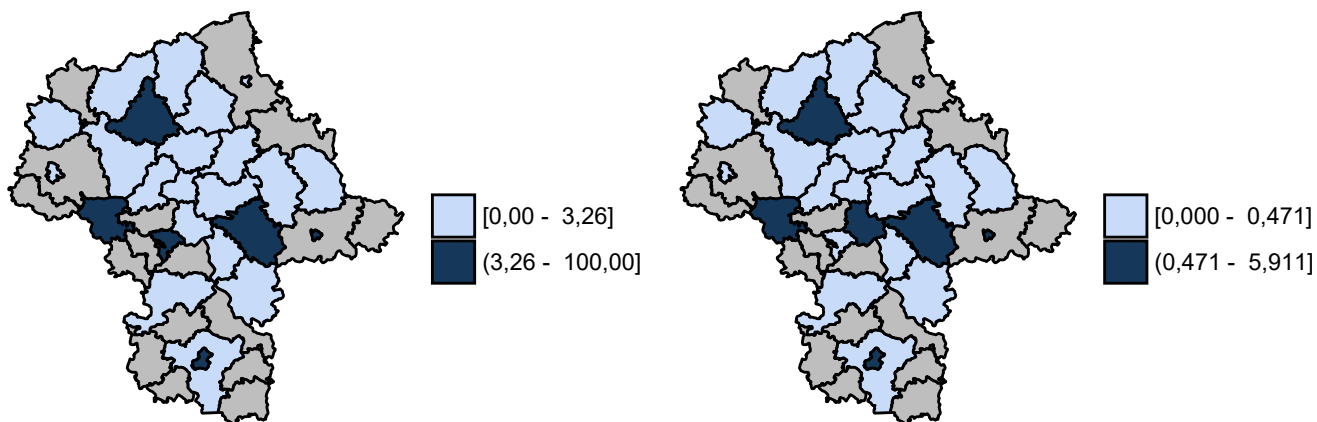 [0,00 - 3,26]
(3,26 - 100,00]
[0,000 - 0,471]
(0,471 - 5,911]